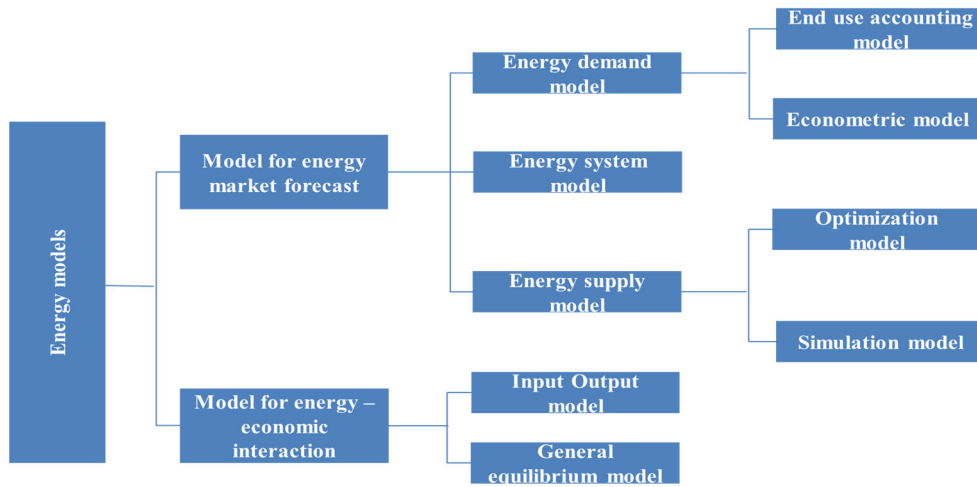 Energy models
Model for energy
market forecast
Model for energy –
economic
interaction
Energy demand
model
Energy system
model
Energy supply
model
Input Output
model
General
equilibrium model
End use accounting
model
Econometric model
Optimization
model
Simulation model